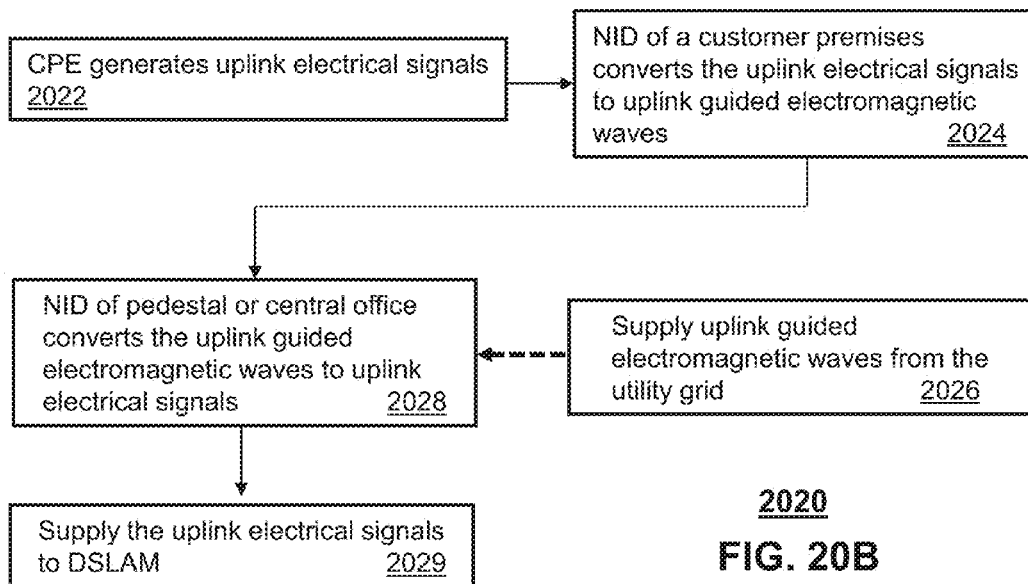 CPE generates uplink electrical signals
2022
NID of a customer premises
converts the uplink electrical signals
to uplink guided electromagnetic
waves 2024
NID of pedestal or central office
converts the uplink guided
electromagnetic waves to uplink
electrical signals 2028
Supply uplink guided
electromagnetic waves from the
utility grid 2026
Supply the uplink electrical signals
to DSLAM 2029
2020
FIG. 20B